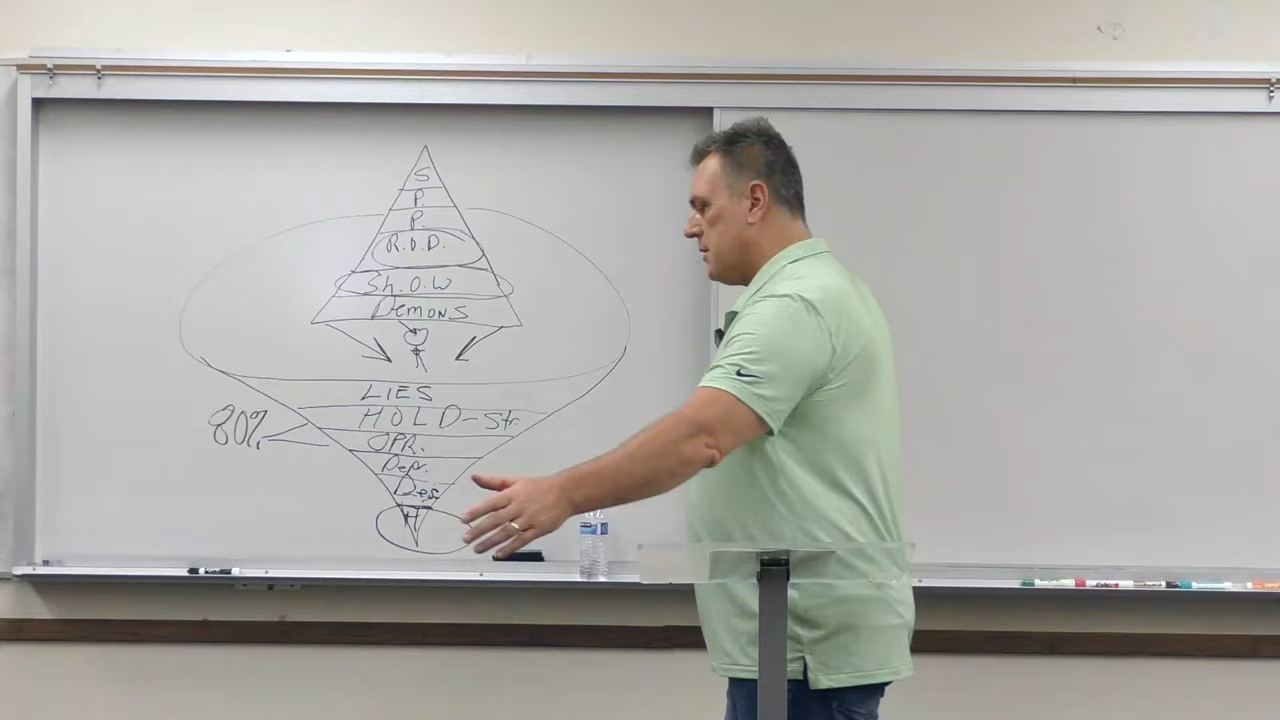 S
P.
P.
R.O.D.
Sh.O.W
Demons
LIES
HOLD-Str.
80%
OPR.
Dep.
Des
H